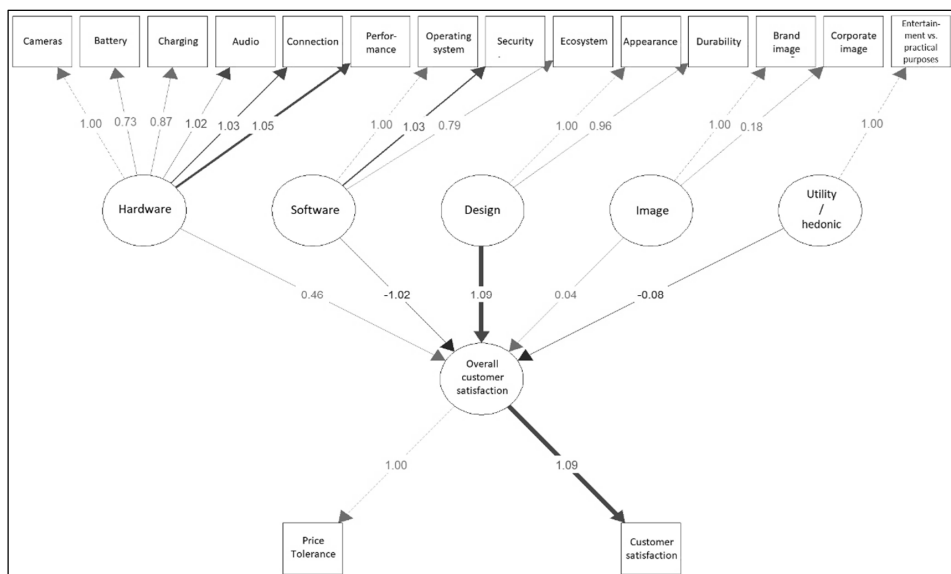 Cameras
Battery
Charging
Audio
Connection
Perfor-
mance
Operating
system
Security
Ecosystem
Appearance
Durability
Brand
image
Corporate
image
Entertain-
ment vs.
practical
purposes
1.00
0.73
0.87
1.02
1.03
1.05
1.00
1.03
0.79
1.00
0.96
1.00
0.18
1.00
Hardware
Software
Design
Image
Utility
/
hedonic
0.46
-1.02
1.09
0.04
-0.08
Overall
customer
satisfaction
1.00
1.09
Price
Tolerance
Customer
satisfaction